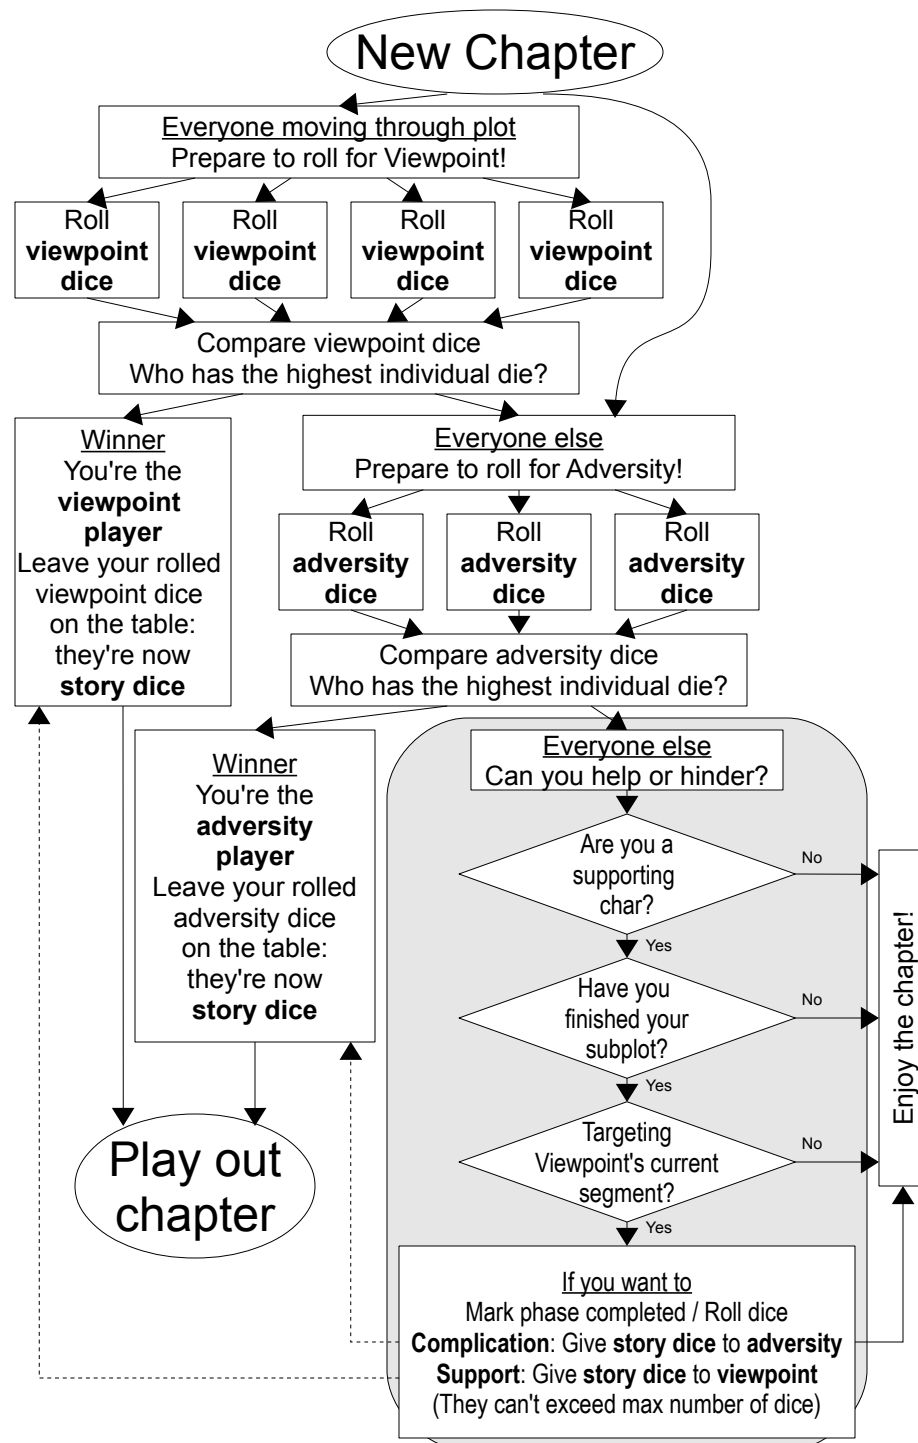 New Chapter
Everyone moving through plot
Prepare to roll for Viewpoint!
Roll
viewpoint
dice
Roll
viewpoint
dice
Roll
viewpoint
dice
Roll
viewpoint
dice
Compare viewpoint dice
Who has the highest individual die?
Winner
You're the
viewpoint
player
Leave your rolled
viewpoint dice
on the table:
they're now
story dice
Everyone else
Prepare to roll for Adversity!
Roll
adversity
dice
Roll
adversity
dice
Roll
adversity
dice
Compare adversity dice
Who has the highest individual die?
Winner
You're the
adversity
player
Leave your rolled
adversity dice
on the table:
they're now
story dice
Everyone else
Can you help or hinder?
Are you a
supporting
char?
No
Yes
Have you
finished your
subplot?
No
Yes
Targeting
Viewpoint's current
segment?
No
Yes
Enjoy the chapter!
Play out
chapter
If you want to
Mark phase completed / Roll dice
Complication: Give story dice to adversity
Support: Give story dice to viewpoint
(They can't exceed max number of dice)